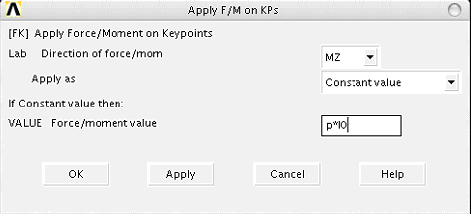 Apply F/M on KPs
[FK] Apply Force/Moment on Keypoints
Lab Direction of force/mom MZ
Apply as Constant value
If Constant value then:
VALUE Force/moment value p*l0
OK Apply Cancel Help